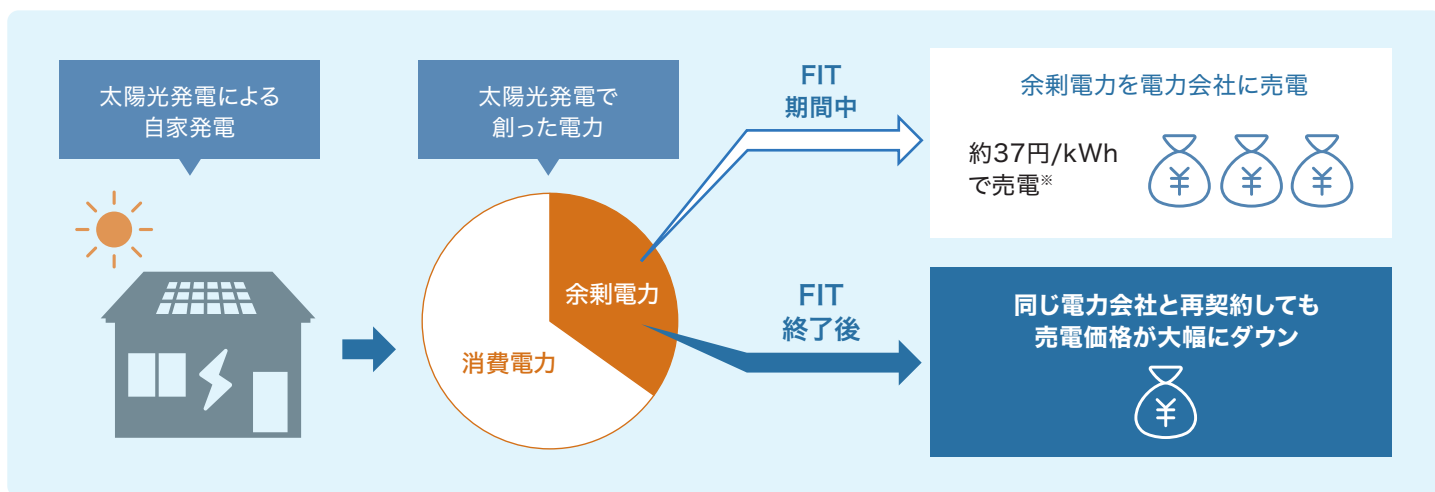 太陽光発電による
自家発電
太陽光発電で
創った電力
余剰電力
消費電力
FIT
期間中
余剰電力を電力会社に売電
約37円/kWh
で売電※
¥ ¥ ¥
FIT
終了後
同じ電力会社と再契約しても
売電価格が大幅にダウン
¥